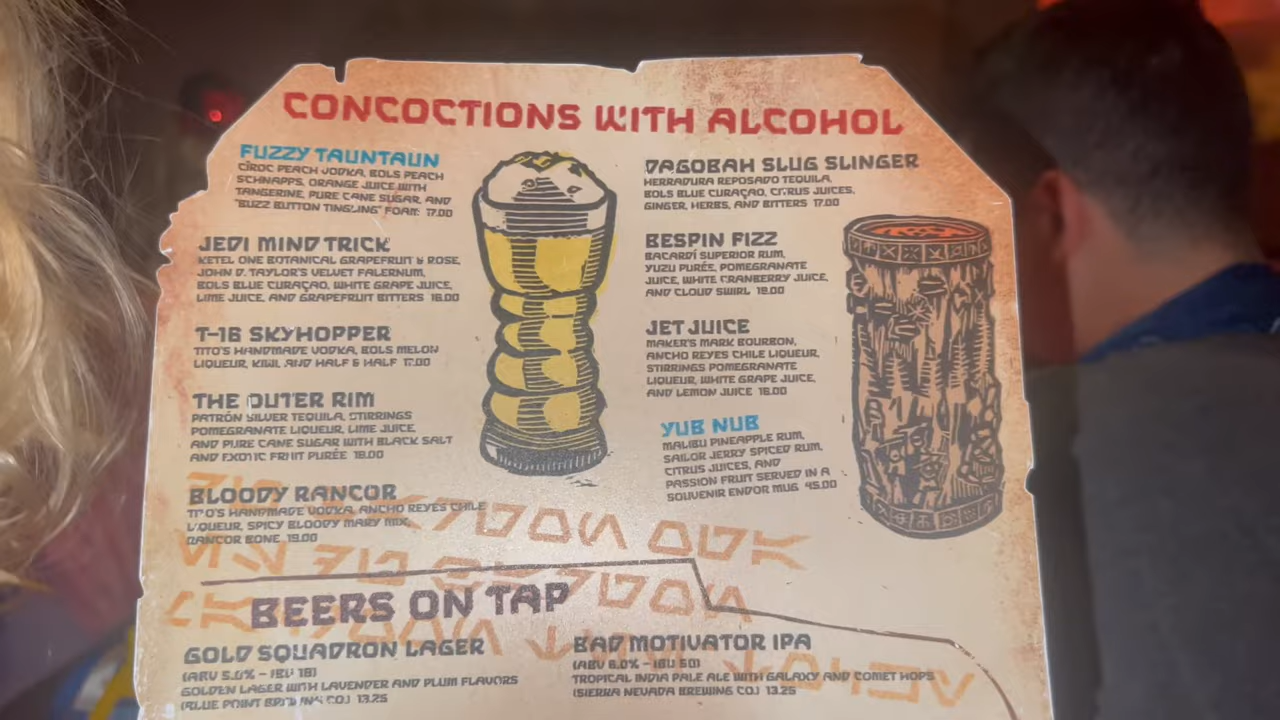 CONCOCTIONS WITH ALCOHOL
FUZZY TAUNTAUN
CÎROC PEACH VODKA, BOLS PEACH
SCHNAPPS, ORANGE JUICE WITH
TANGERINE, PURE CANE SUGAR, AND
"BUZZ BUTTON TINGLING" FOAM 17.00
JEDI MIND TRICK
KETEL ONE BOTANICAL GRAPEFRUIT & ROSE,
JOHN D. TAYLOR'S VELVET FALERNUM,
BOLS BLUE CURAÇAO, WHITE GRAPE JUICE,
LIME JUICE, AND GRAPEFRUIT BITTERS 16.00
T-16 SKYHOPPER
TITO'S HANDMADE VODKA, BOLS MELON
LIQUEUR, KIWI, AND HALF & HALF 17.00
THE OUTER RIM
PATRÓN SILVER TEQUILA, STIRRINGS
POMEGRANATE LIQUEUR, LIME JUICE,
AND PURE CANE SUGAR WITH BLACK SALT
AND EXOTIC FRUIT PURÉE 18.00
BLOODY RANCOR
TITO'S HANDMADE VODKA, ANCHO REYES CHILE
LIQUEUR, SPICY BLOODY MARY MIX,
RANCOR BONE 19.00
DAGOBAH SLUG SLINGER
HERRADURA REPOSADO TEQUILA,
BOLS BLUE CURAÇAO, CITRUS JUICES,
GINGER, HERBS, AND BITTERS 17.00
BESPIN FIZZ
BACARDÍ SUPERIOR RUM,
YUZU PURÉE, POMEGRANATE
JUICE, WHITE CRANBERRY JUICE,
AND CLOUD SWIRL 18.00
JET JUICE
MAKER'S MARK BOURBON,
ANCHO REYES CHILE LIQUEUR,
STIRRINGS POMEGRANATE
LIQUEUR, WHITE GRAPE JUICE,
AND LEMON JUICE 16.00
YUB NUB
MALIBU PINEAPPLE RUM,
SAILOR JERRY SPICED RUM,
CITRUS JUICES, AND
PASSION FRUIT SERVED IN A
SOUVENIR ENDOR MUG 45.00
BEERS ON TAP
GOLD SQUADRON LAGER
(ABV 5.0% - IBU 18)
GOLDEN LAGER WITH LAVENDER AND PLUM FLAVORS
(BLUE POINT BREWING CO.) 13.25
BAD MOTIVATOR IPA
(ABV 6.0% - IBU 50)
TROPICAL INDIA PALE ALE WITH GALAXY AND COMET HOPS
(SIERRA NEVADA BREWING CO.) 13.25